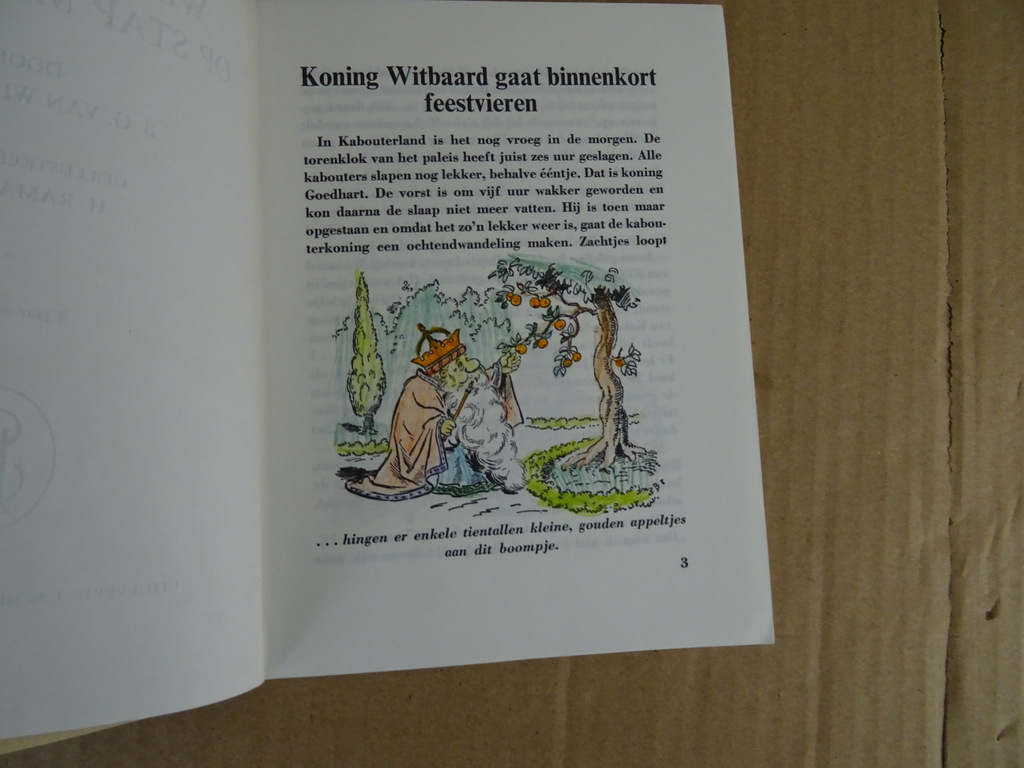 Koning Witbaard gaat binnenkort
feestvieren
In Kabouterland is het nog vroeg in de morgen. De
torenklok van het paleis heeft juist zes uur geslagen. Alle
kabouters slapen nog lekker, behalve ééntje. Dat is koning
Goedhart. De vorst is om vijf uur wakker geworden en
kon daarna de slaap niet meer vatten. Hij is toen maar
opgestaan en omdat het zo'n lekker weer is, gaat de kabou-
terkoning een ochtendwandeling maken. Zachtjes loopt
... hingen er enkele tientallen kleine, gouden appeltjes
aan dit boompje.
3